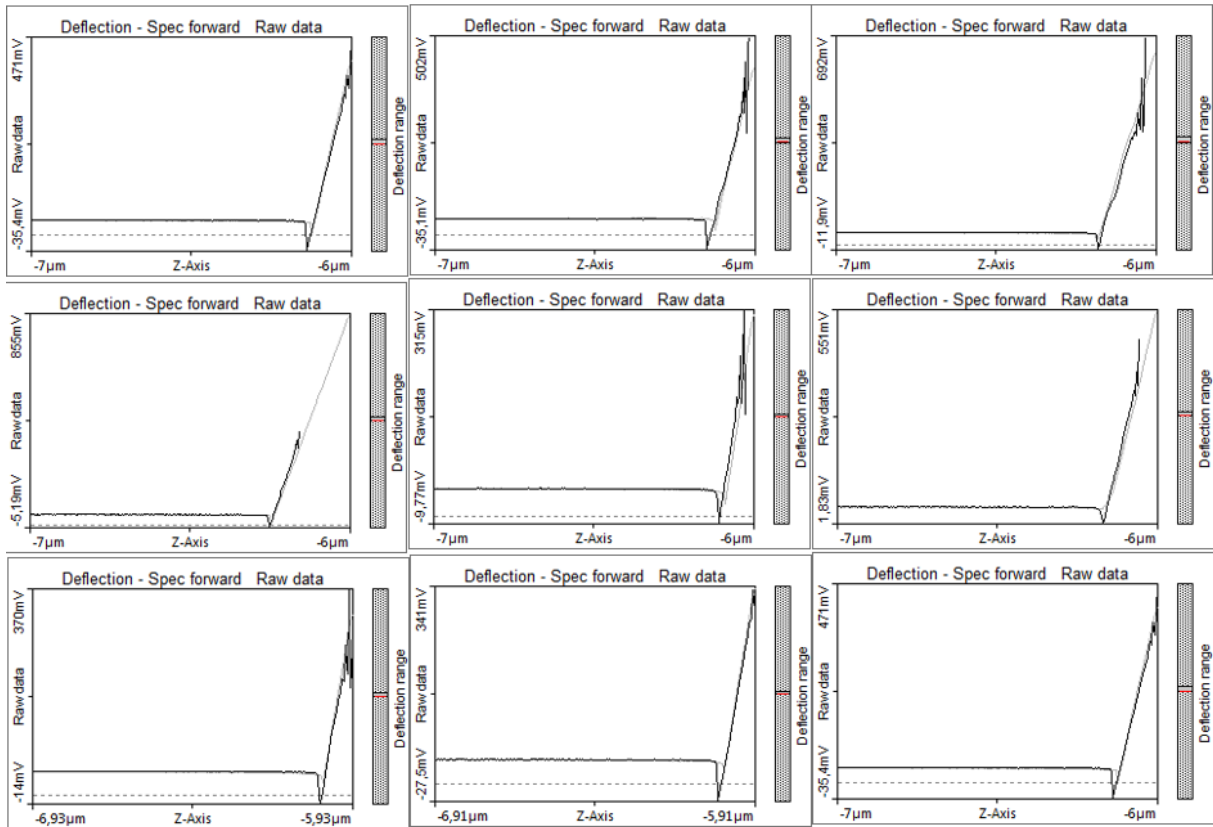 Deflection - Spec forward Raw data
471mV
Raw data
-35,4mV
-7µm Z-Axis -6µm
Deflection range
Deflection - Spec forward Raw data
502mV
Raw data
-35,1mV
-7µm Z-Axis -6µm
Deflection range
Deflection - Spec forward Raw data
692mV
Raw data
-11,9mV
-7µm Z-Axis -6µm
Deflection range
Deflection - Spec forward Raw data
855mV
Raw data
-5,19mV
-7µm Z-Axis -6µm
Deflection range
Deflection - Spec forward Raw data
315mV
Raw data
-9,77mV
-7µm Z-Axis -6µm
Deflection range
Deflection - Spec forward Raw data
551mV
Raw data
1,83mV
-7µm Z-Axis -6µm
Deflection range
Deflection - Spec forward Raw data
370mV
Raw data
-14mV
-6,93µm Z-Axis -5,93µm
Deflection range
Deflection - Spec forward Raw data
341mV
Raw data
-27,5mV
-6,91µm Z-Axis -5,91µm
Deflection range
Deflection - Spec forward Raw data
471mV
Raw data
-35,4mV
-7µm Z-Axis -6µm
Deflection range